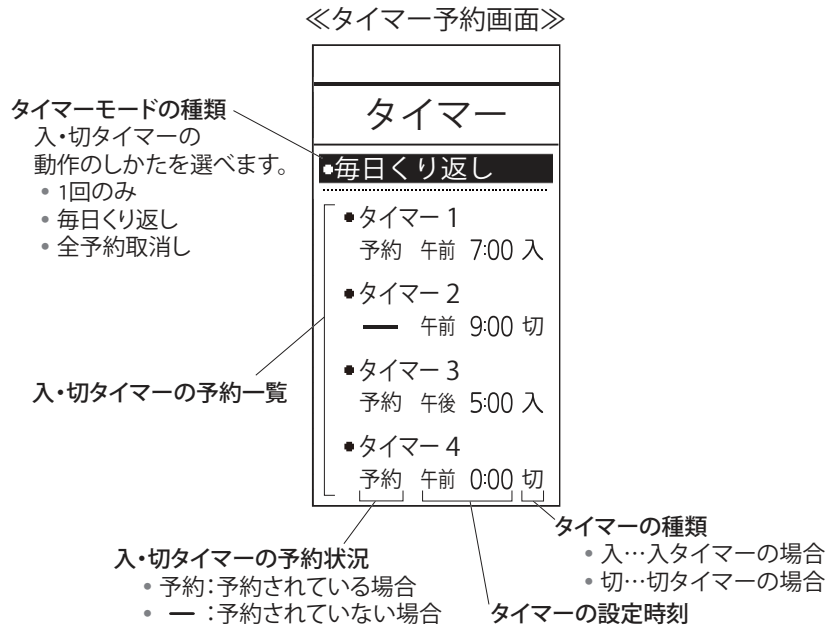 ≪タイマー予約画面≫
タイマーモードの種類
入・切タイマーの
動作のしかたを選べます。
• 1回のみ
• 毎日くり返し
• 全予約取消し
タイマー
●毎日くり返し
●タイマー 1
予約 午前 7:00 入
●タイマー 2
— 午前 9:00 切
●タイマー 3
予約 午後 5:00 入
●タイマー 4
予約 午前 0:00 切
入・切タイマーの予約一覧
入・切タイマーの予約状況
• 予約：予約されている場合
• — ：予約されていない場合
タイマーの種類
• 入…入タイマーの場合
• 切…切タイマーの場合
タイマーの設定時刻